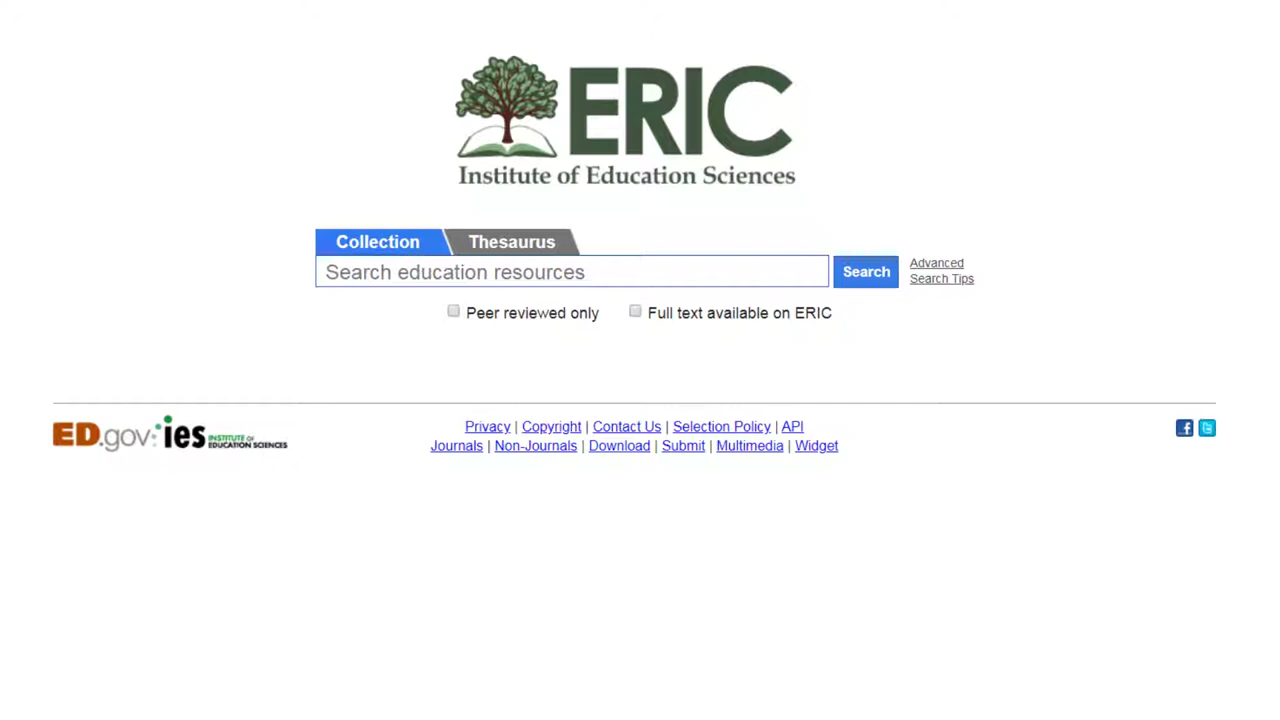 ERIC
Institute of Education Sciences
Collection Thesaurus
Search education resources Search Advanced
Search Tips
Peer reviewed only Full text available on ERIC
ED.gov ies INSTITUTE OF
EDUCATION SCIENCES
Privacy | Copyright | Contact Us | Selection Policy | API
Journals | Non-Journals | Download | Submit | Multimedia | Widget